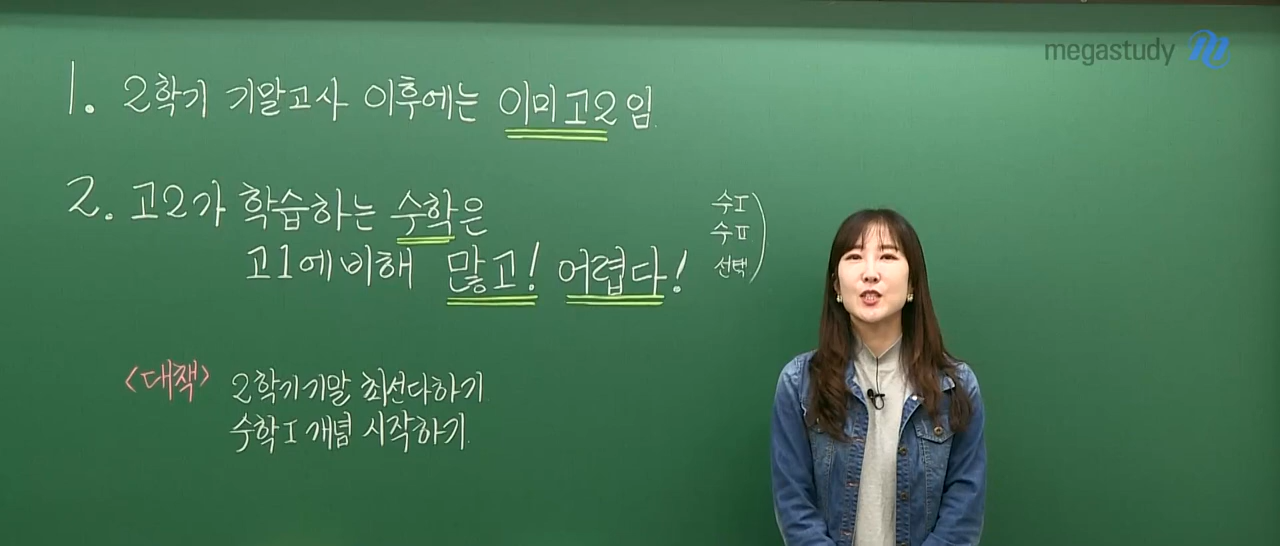 megastudy
1. 2학기 기말고사 이후에는 이미 고2임.
2. 고2가 학습하는 수학은
고1에 비해 많고! 어렵다!
수Ⅰ
수Ⅱ
선택
<대책>
2학기 기말 최선다하기.
수학Ⅰ 개념 시작하기.